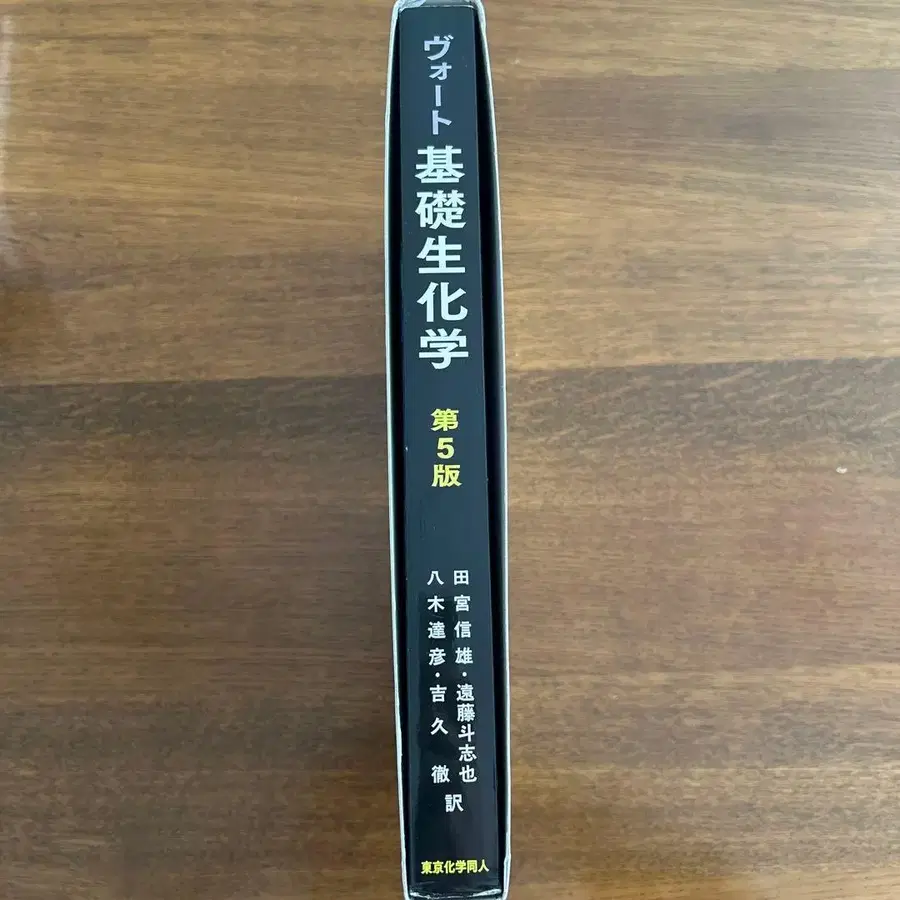 ヴォート 基礎生化学 第5版
田宮信雄・遠藤斗志也
八木達彦・吉久 徹
訳
東京化学同人